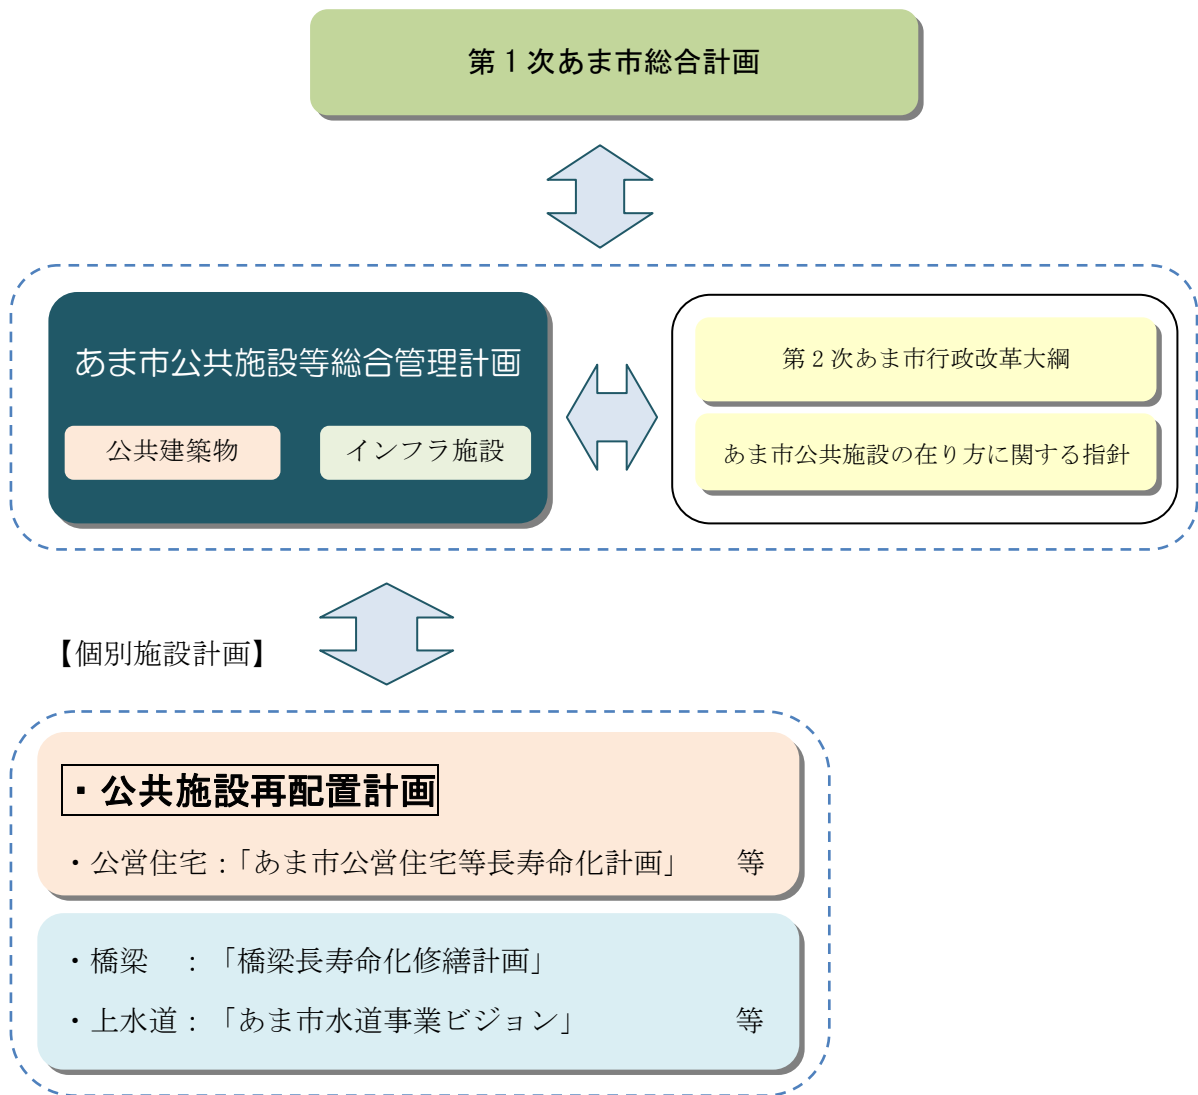 第1次あま市総合計画
あま市公共施設等総合管理計画
公共建築物
インフラ施設
第2次あま市行政改革大綱
あま市公共施設の在り方に関する指針
【個別施設計画】
・公共施設再配置計画
・公営住宅：「あま市公営住宅等長寿命化計画」　　等
・橋梁　：「橋梁長寿命化修繕計画」
・上水道：「あま市水道事業ビジョン」　　等